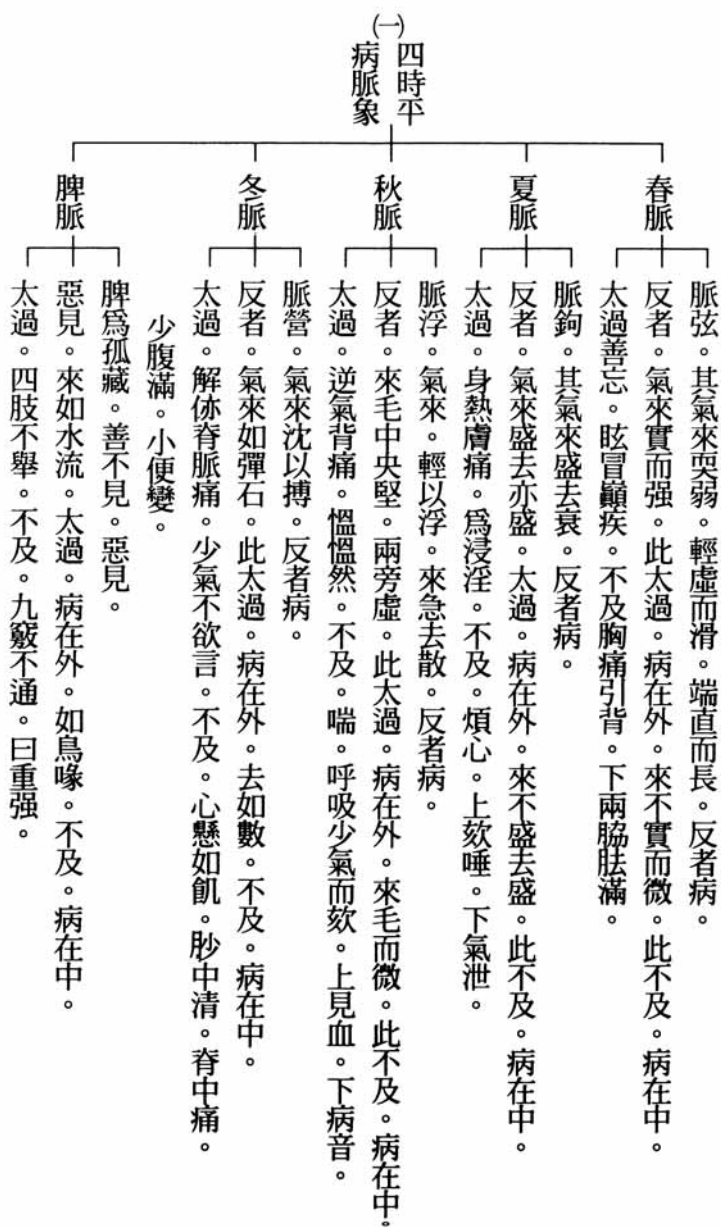 ㈠四時平
病脈象
春脈
脈弦。其氣來耎弱。輕虛而滑。端直而長。反者病。
反者。氣來實而强。此太過。病在外。來不實而微。此不及。病在中。
太過善忘。眩冒巔疾。不及胸痛引背。下兩脇胠滿。
夏脈
脈鉤。其氣來盛去衰。反者病。
反者。氣來盛去亦盛。太過。病在外。來不盛去盛。此不及。病在中。
太過。身熱膚痛。爲浸淫。不及。煩心。上欬唾。下氣泄。
秋脈
脈浮。氣來。輕以浮。來急去散。反者病。
反者。來毛中央堅。兩旁虛。此太過。病在外。來毛而微。此不及。病在中。
太過。逆氣背痛。慍慍然。不及。喘。呼吸少氣而欬。上見血。下病音。
冬脈
脈營。氣來沈以搏。反者病。
反者。氣來如彈石。此太過。病在外。去如數。不及。病在中。
太過。解㑊脊脈痛。少氣不欲言。不及。心懸如飢。䏚中清。脊中痛。
少腹滿。小便變。
脾脈
脾爲孤藏。善不見。惡見。
惡見。來如水流。太過。病在外。如鳥喙。不及。病在中。
太過。四肢不舉。不及。九竅不通。曰重强。